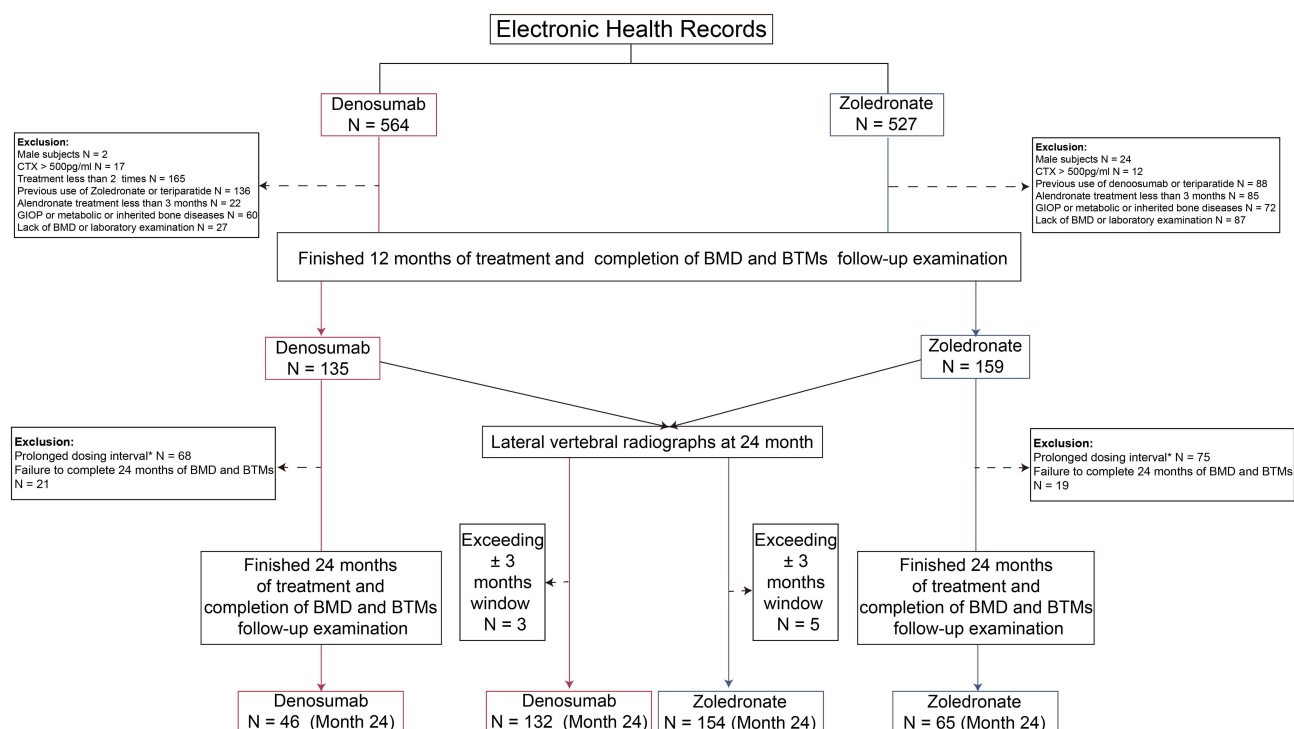 Electronic Health Records
Denosumab
N = 564
Zoledronate
N = 527
Exclusion:
Male subjects N = 2
CTX > 500pg/ml N = 17
Treatment less than 2 times N = 165
Previous use of Zoledronate or teriparatide N = 136
Alendronate treatment less than 3 months N = 22
GIOP or metabolic or inherited bone diseases N = 60
Lack of BMD or laboratory examination N = 27
Exclusion:
Male subjects N = 24
CTX > 500pg/ml N = 12
Previous use of denoosumab or teriparatide N = 88
Alendronate treatment less than 3 months N = 85
GIOP or metabolic or inherited bone diseases N = 72
Lack of BMD or laboratory examination N = 87
Finished 12 months of treatment and completion of BMD and BTMs follow-up examination
Denosumab
N = 135
Zoledronate
N = 159
Lateral vertebral radiographs at 24 month
Exclusion:
Prolonged dosing interval* N = 68
Failure to complete 24 months of BMD and BTMs
N = 21
Exclusion:
Prolonged dosing interval* N = 75
Failure to complete 24 months of BMD and BTMs
N = 19
Finished 24 months
of treatment and
completion of BMD and BTMs
follow-up examination
Exceeding
± 3
months
window
N = 3
Exceeding
± 3
months
window
N = 5
Finished 24 months
of treatment and
completion of BMD and BTMs
follow-up examination
Denosumab
N = 46 (Month 24)
Denosumab
N = 132 (Month 24)
Zoledronate
N = 154 (Month 24)
Zoledronate
N = 65 (Month 24)